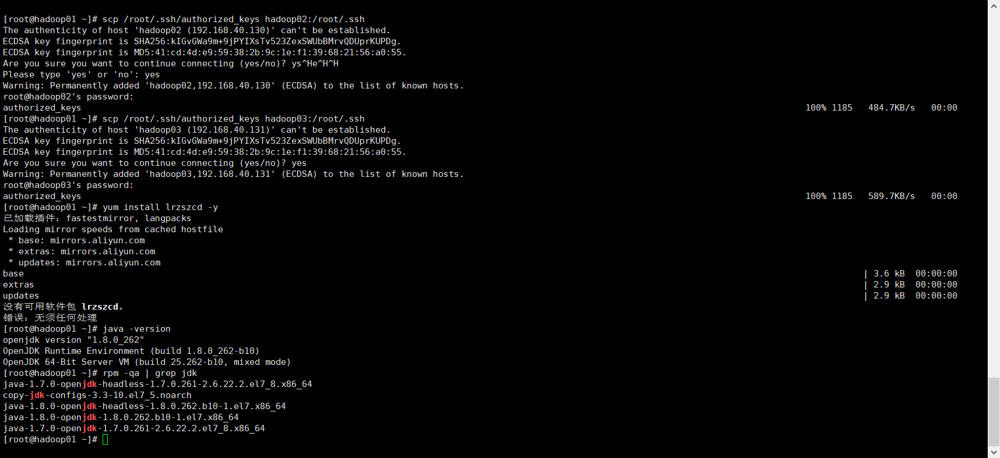 [root@hadoop01 ~]# scp /root/.ssh/authorized_keys hadoop02:/root/.ssh
The authenticity of host 'hadoop02 (192.168.40.130)' can't be established.
ECDSA key fingerprint is SHA256:kIGvGWa9m+9jPYIXsTv523ZexSWUbBMrvQDUprKUPDg.
ECDSA key fingerprint is MD5:41:cd:4d:e9:59:38:2b:9c:1e:f1:39:68:21:56:a0:55.
Are you sure you want to continue connecting (yes/no)? ys^He^H^H
Please type 'yes' or 'no': yes
Warning: Permanently added 'hadoop02,192.168.40.130' (ECDSA) to the list of known hosts.
root@hadoop02's password:
authorized_keys 100% 1185 484.7KB/s 00:00
[root@hadoop01 ~]# scp /root/.ssh/authorized_keys hadoop03:/root/.ssh
The authenticity of host 'hadoop03 (192.168.40.131)' can't be established.
ECDSA key fingerprint is SHA256:kIGvGWa9m+9jPYIXsTv523ZexSWUbBMrvQDUprKUPDg.
ECDSA key fingerprint is MD5:41:cd:4d:e9:59:38:2b:9c:1e:f1:39:68:21:56:a0:55.
Are you sure you want to continue connecting (yes/no)? yes
Warning: Permanently added 'hadoop03,192.168.40.131' (ECDSA) to the list of known hosts.
root@hadoop03's password:
authorized_keys 100% 1185 589.7KB/s 00:00
[root@hadoop01 ~]# yum install lrzszcd -y
已加载插件：fastestmirror, langpacks
Loading mirror speeds from cached hostfile
 * base: mirrors.aliyun.com
 * extras: mirrors.aliyun.com
 * updates: mirrors.aliyun.com
base | 3.6 kB 00:00:00
extras | 2.9 kB 00:00:00
updates | 2.9 kB 00:00:00
没有可用软件包 lrzszcd。
错误：无须任何处理
[root@hadoop01 ~]# java -version
openjdk version "1.8.0_262"
OpenJDK Runtime Environment (build 1.8.0_262-b10)
OpenJDK 64-Bit Server VM (build 25.262-b10, mixed mode)
[root@hadoop01 ~]# rpm -qa | grep jdk
java-1.7.0-openjdk-headless-1.7.0.261-2.6.22.2.el7_8.x86_64
copy-jdk-configs-3.3-10.el7_5.noarch
java-1.8.0-openjdk-headless-1.8.0.262.b10-1.el7.x86_64
java-1.8.0-openjdk-1.8.0.262.b10-1.el7.x86_64
java-1.7.0-openjdk-1.7.0.261-2.6.22.2.el7_8.x86_64
[root@hadoop01 ~]#